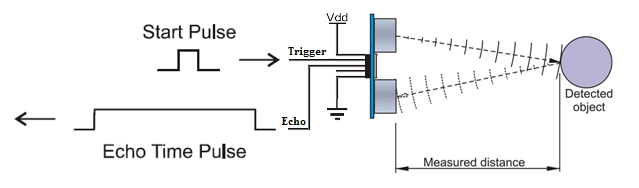 Vdd
Start Pulse
Trigger
Detected
object
Echo
Echo Time Pulse
Measured distance